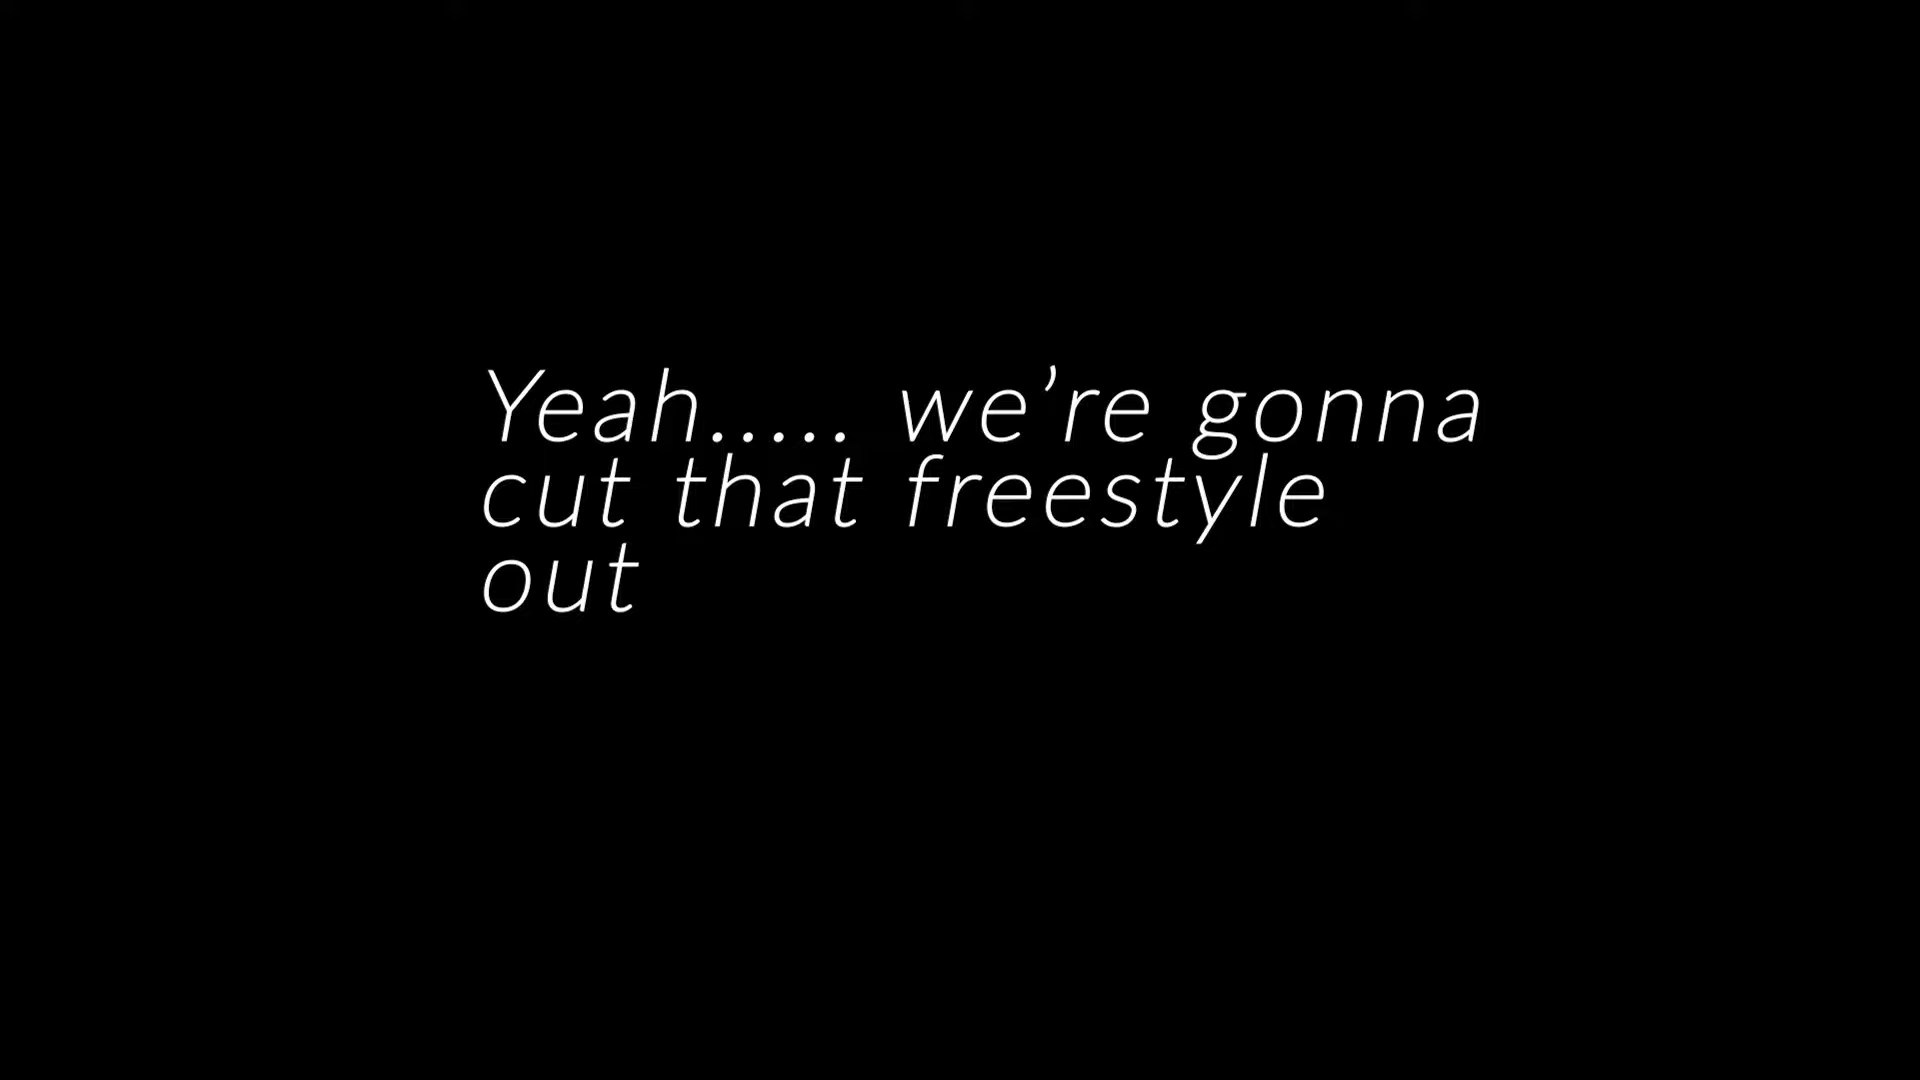 Yeah..... we’re gonna
cut that freestyle
out